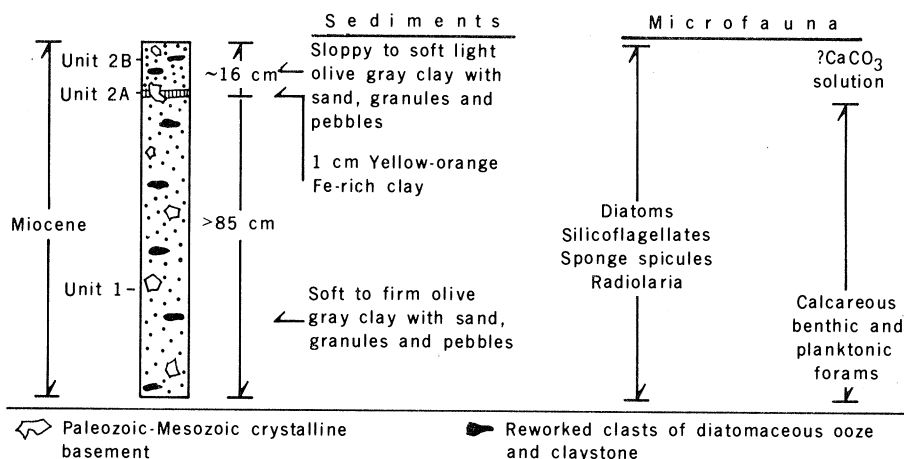 Sediments
Microfauna
Unit 2B
Unit 2A
Miocene
Unit 1
~16 cm
>85 cm
Sloppy to soft light
olive gray clay with
sand, granules and
pebbles
1 cm Yellow-orange
Fe-rich clay
Soft to firm olive
gray clay with sand,
granules and pebbles
Diatoms
Silicoflagellates
Sponge spicules
Radiolaria
?CaCO3
solution
Calcareous
benthic and
planktonic
forams
Paleozoic-Mesozoic crystalline
basement
Reworked clasts of diatomaceous ooze
and claystone